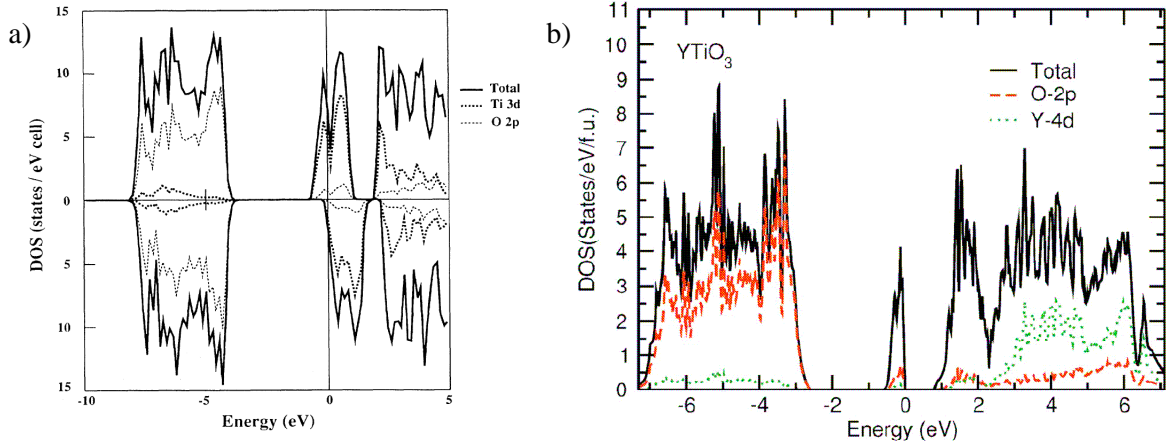 a)
15
10
5
0
5
10
15
DOS (states / eV cell)
-10
-5
0
5
Energy (eV)
Total
Ti 3d
O 2p
b)
11
10
9
8
7
6
5
4
3
2
1
0
DOS(States/eV/f.u.)
YTiO3
Total
O-2p
Y-4d
-6
-4
-2
0
2
4
6
Energy (eV)